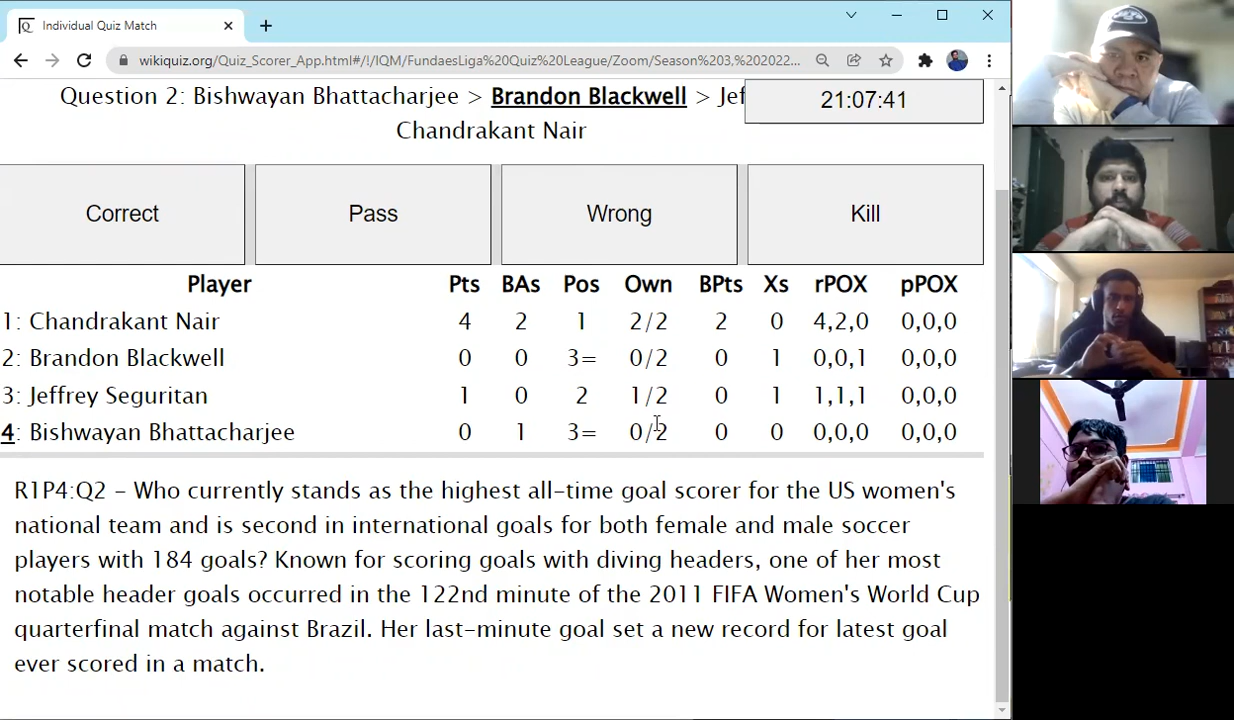 Individual Quiz Match
wikiquiz.org/Quiz_Scorer_App.html#/!/IQM/FundaesLiga%20Quiz%20League/Zoom/Season%203,%202022...
Question 2: Bishwayan Bhattacharjee > Brandon Blackwell > Jef
21:07:41
Chandrakant Nair
Correct Pass Wrong Kill
Player Pts BAs Pos Own BPts Xs rPOX pPOX
1: Chandrakant Nair 4 2 1 2/2 2 0 4,2,0 0,0,0
2: Brandon Blackwell 0 0 3= 0/2 0 1 0,0,1 0,0,0
3: Jeffrey Seguritan 1 0 2 1/2 0 1 1,1,1 0,0,0
4: Bishwayan Bhattacharjee 0 1 3= 0/2 0 0 0,0,0 0,0,0
R1P4:Q2 - Who currently stands as the highest all-time goal scorer for the US women's
national team and is second in international goals for both female and male soccer
players with 184 goals? Known for scoring goals with diving headers, one of her most
notable header goals occurred in the 122nd minute of the 2011 FIFA Women's World Cup
quarterfinal match against Brazil. Her last-minute goal set a new record for latest goal
ever scored in a match.